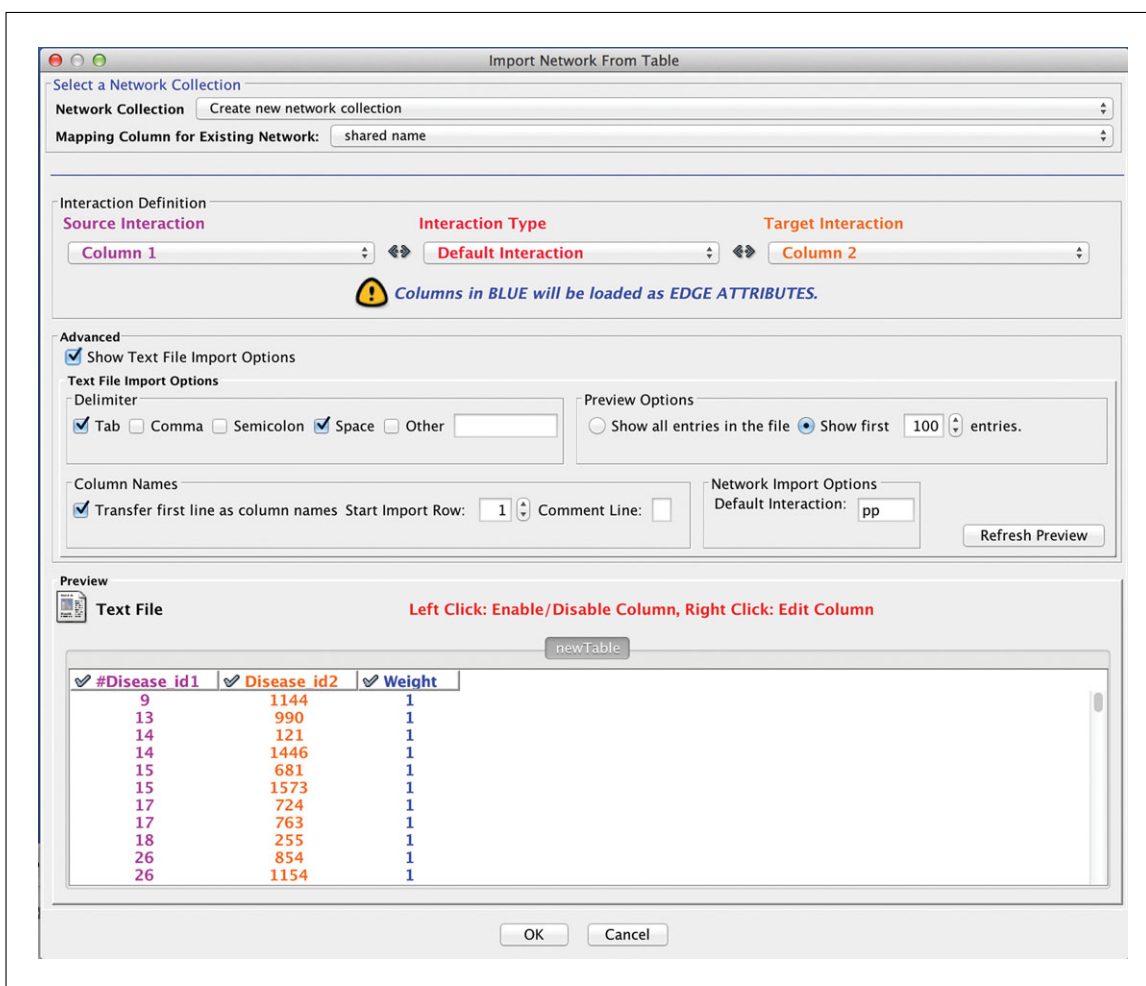 Import Network From Table
Select a Network Collection
Network Collection Create new network collection
Mapping Column for Existing Network: shared name
Interaction Definition
Source Interaction Interaction Type Target Interaction
Column 1 Default Interaction Column 2
Columns in BLUE will be loaded as EDGE ATTRIBUTES.
Advanced
Show Text File Import Options
Text File Import Options
Delimiter Preview Options
Tab Comma Semicolon Space Other Show all entries in the file Show first 100 entries.
Column Names Network Import Options
Transfer first line as column names Start Import Row: 1 Comment Line: Default Interaction: pp
Refresh Preview
Preview
Text File Left Click: Enable/Disable Column, Right Click: Edit Column
newTable
#Disease_id1 Disease_id2 Weight
9 1144 1
13 990 1
14 121 1
14 1446 1
15 681 1
15 1573 1
17 724 1
17 763 1
18 255 1
26 854 1
26 1154 1
OK Cancel